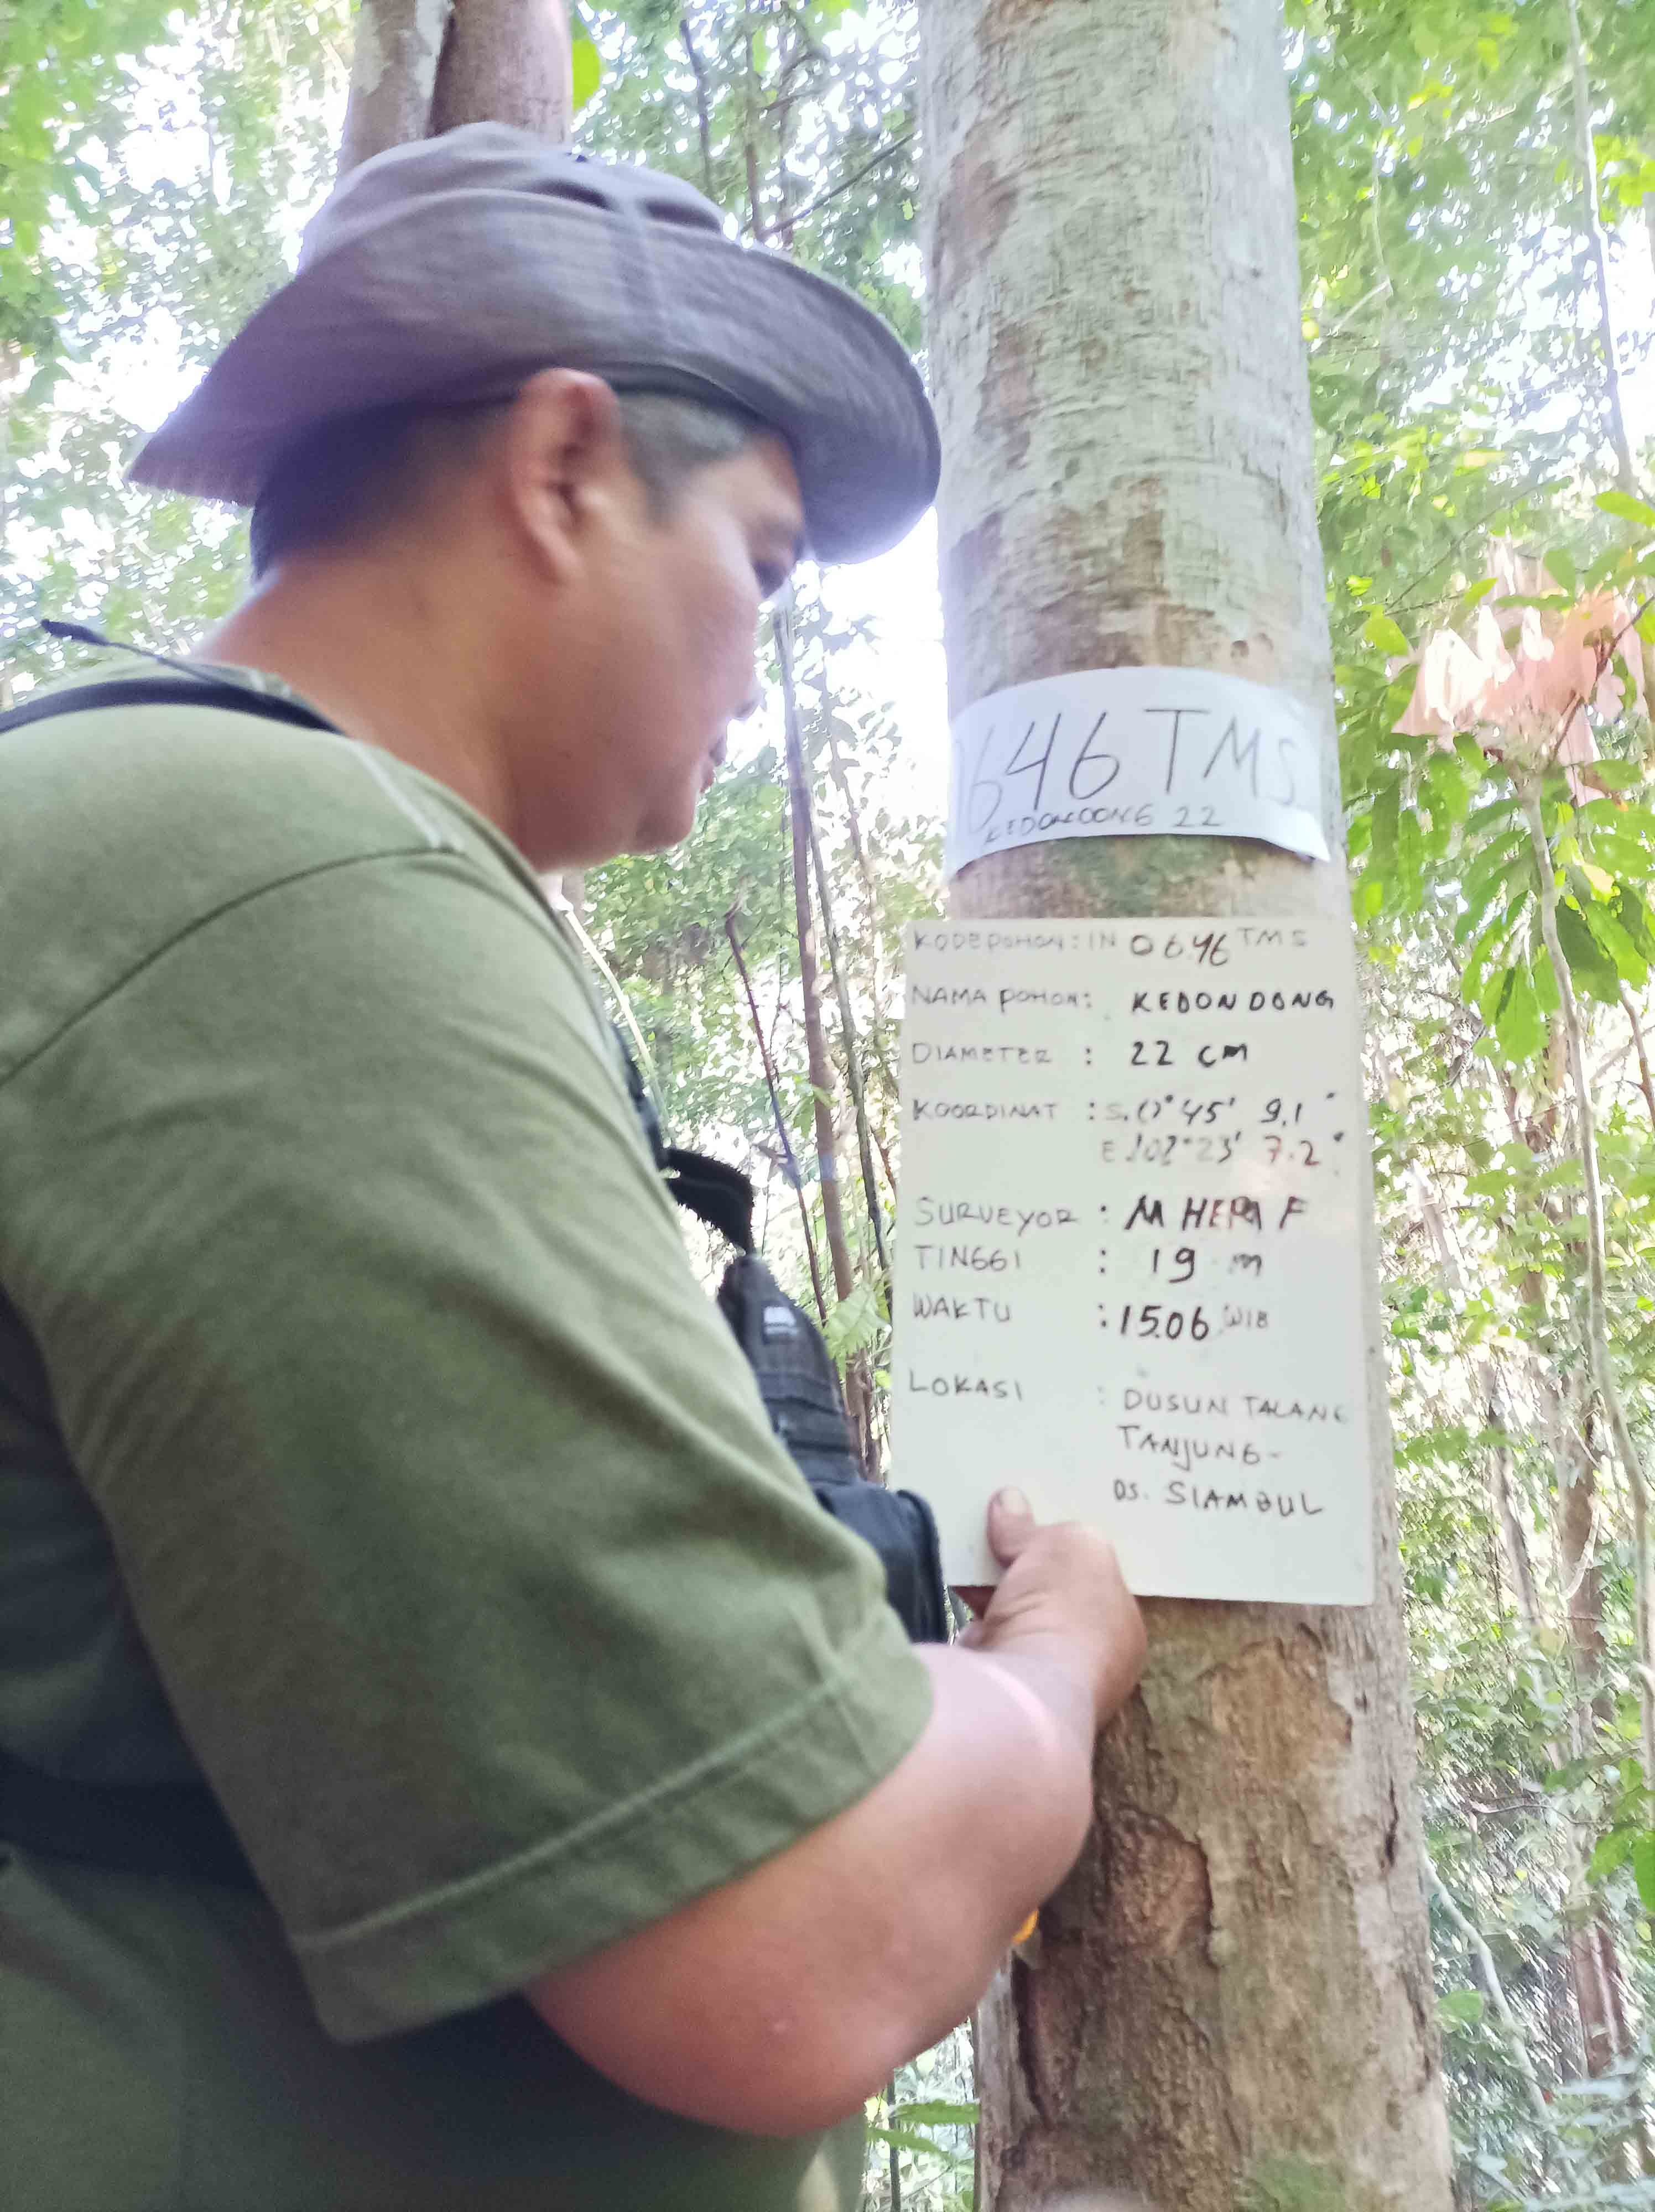 0646 TMS
KEDONDONG 22
KODE POHON : IN 0646 TMS
NAMA POHON : KEDONDONG
DIAMETER : 22 CM
KOORDINAT : S. 0° 45' 9.1"
E 102° 23' 7.2"
SURVEYOR : M HERI F
TINGGI : 19 m
WAKTU : 15.06 WIB
LOKASI : DUSUN TALANG
TANJUNG -
DS. SIAMBUL